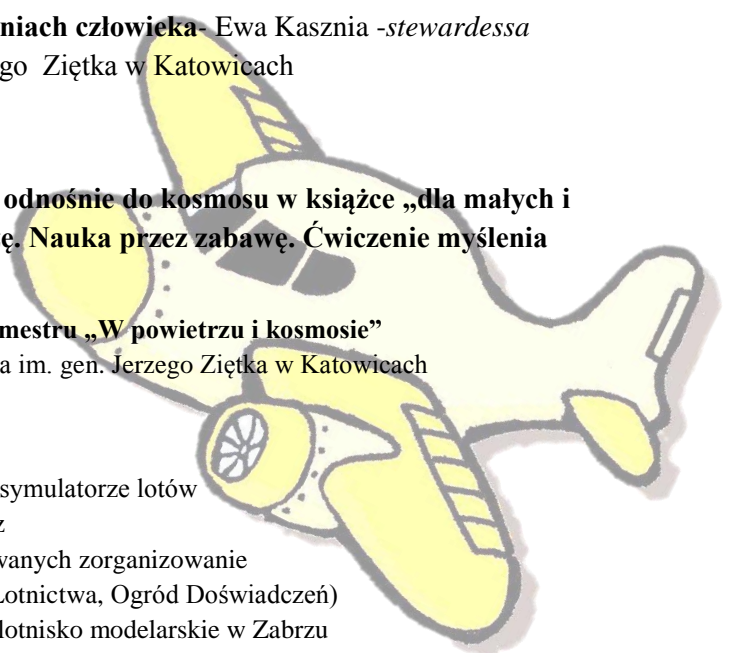 niach człowieka- Ewa Kasznia -stewardessa
go Ziętka w Katowicach
odnośnie do kosmosu w książce „dla małych i
ę. Nauka przez zabawę. Ćwiczenie myślenia
mestru „W powietrzu i kosmosie”
a im. gen. Jerzego Ziętka w Katowicach
symulatorze lotów
z
wanych zorganizowanie
Lotnictwa, Ogród Doświadczeń)
lotnisko modelarskie w Zabrzu